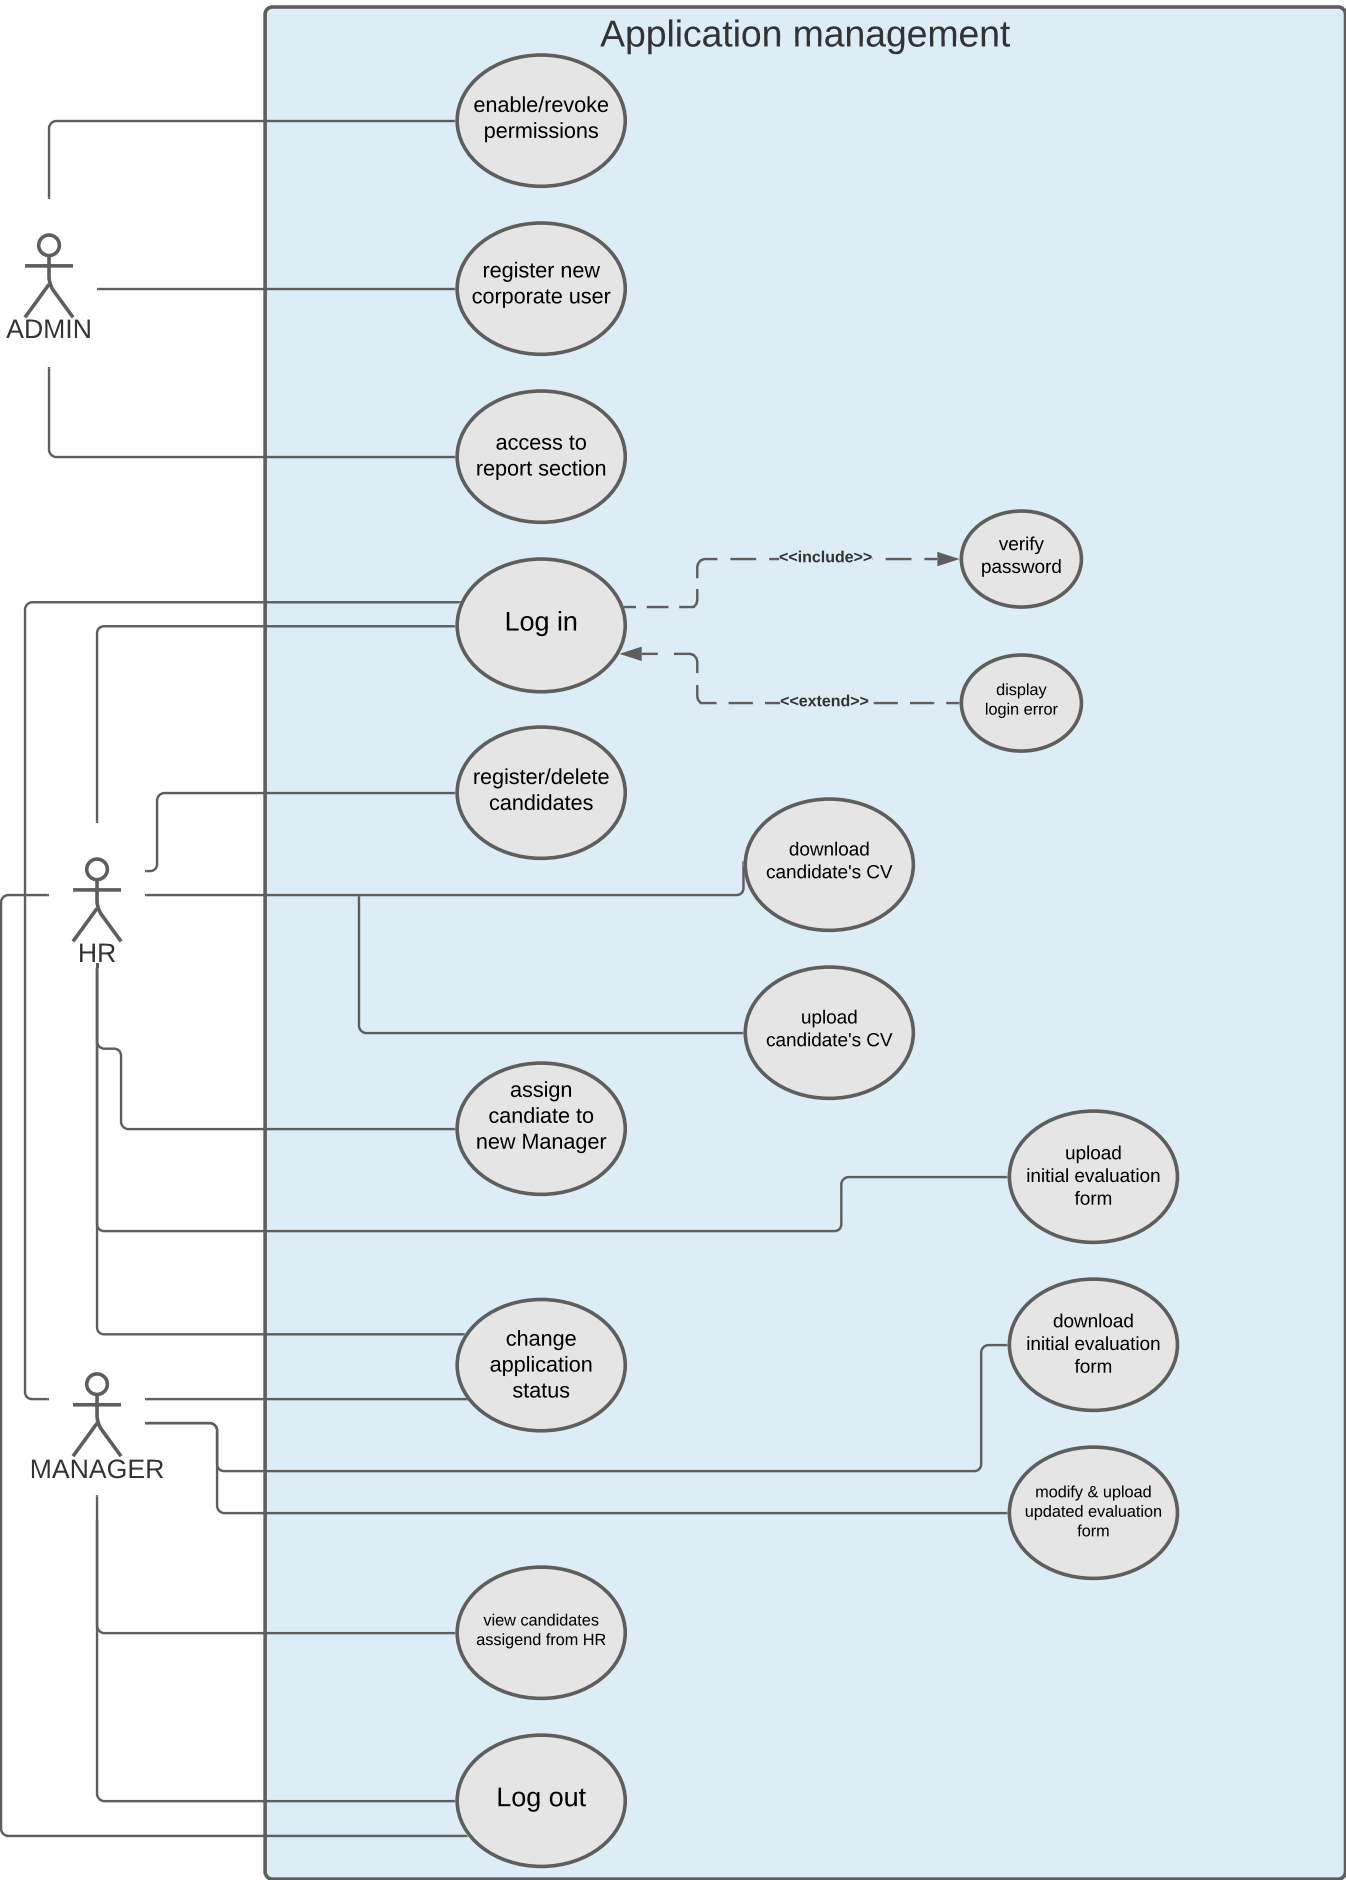 Application management
enable/revoke
permissions
register new
corporate user
ADMIN
access to
report section
verify
password
<<include>>
Log in
display
login error
<<extend>>
register/delete
candidates
download
candidate's CV
HR
upload
candidate's CV
assign
candiate to
new Manager
upload
initial evaluation
form
download
initial evaluation
form
change
application
status
MANAGER
modify & upload
updated evaluation
form
view candidates
assigend from HR
Log out